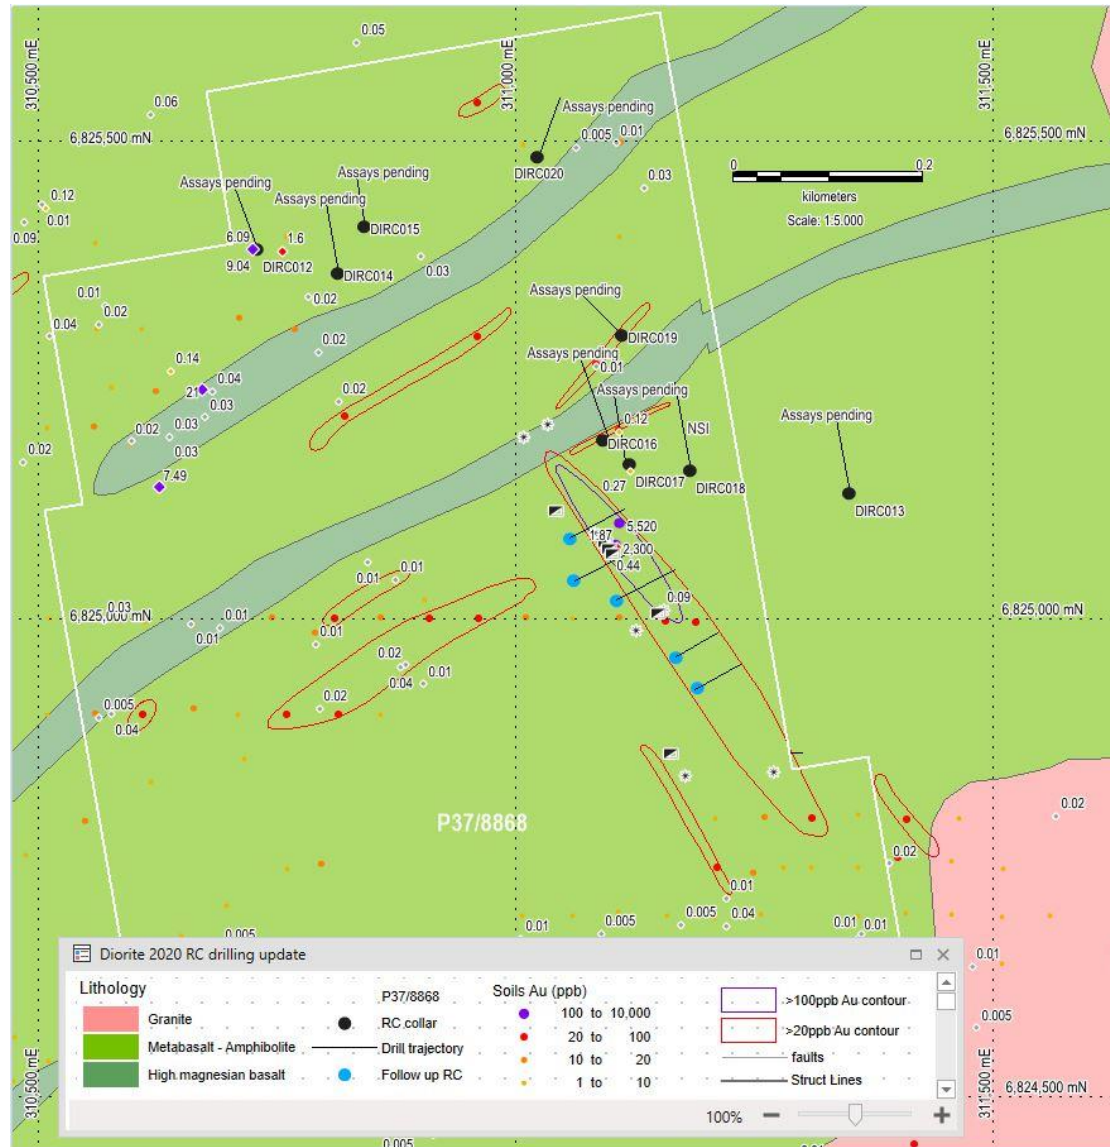 310,500 mE
311,000 mE
311,500 mE
0.05
0.06
Assays pending
6,825,500 mN
0.005
0.01
6,825,500 mN
DIRC020
0
0.2
Assays pending
Assays pending
0.03
kilometers
Assays pending
0.12
0.01
Scale: 1:5.000
DIRC015
0.09
6.09
1.6
9.04
DIRC012
DIRC014
0.03
0.01
0.02
Assays pending
0.02
0.04
DIRC019
Assays pending
0.02
0.14
0.01
21
0.04
Assays pending
0.03
0.02
0.12
NSI
Assays pending
0.02
0.03
0.03
DIRC016
0.02
7.49
0.27
DIRC017
DIRC018
DIRC013
5,520
1.87
2,300
0.44
0.01
0.01
0.09
0.03
6,825,000 mN
0.01
0.01
0.01
6,825,000 mN
0.02
0.01
0.04
0.005
0.02
0.04
P37/8868
0.02
0.02
0.01
0.005
0.01
0.005
0.005
0.04
0.01
0.01
0.01
0.005
Diorite 2020 RC drilling update
Lithology
Granite
Metabasalt - Amphibolite
High magnesian basalt
P37/8868
RC collar
Drill trajectory
Follow up RC
Soils Au (ppb)
100 to 10,000
20 to 100
10 to 20
1 to 10
>100ppb Au contour
>20ppb Au contour
faults
Struct Lines
100%
310,500 mE
311,500 mE
6,824,500 mN
0.005